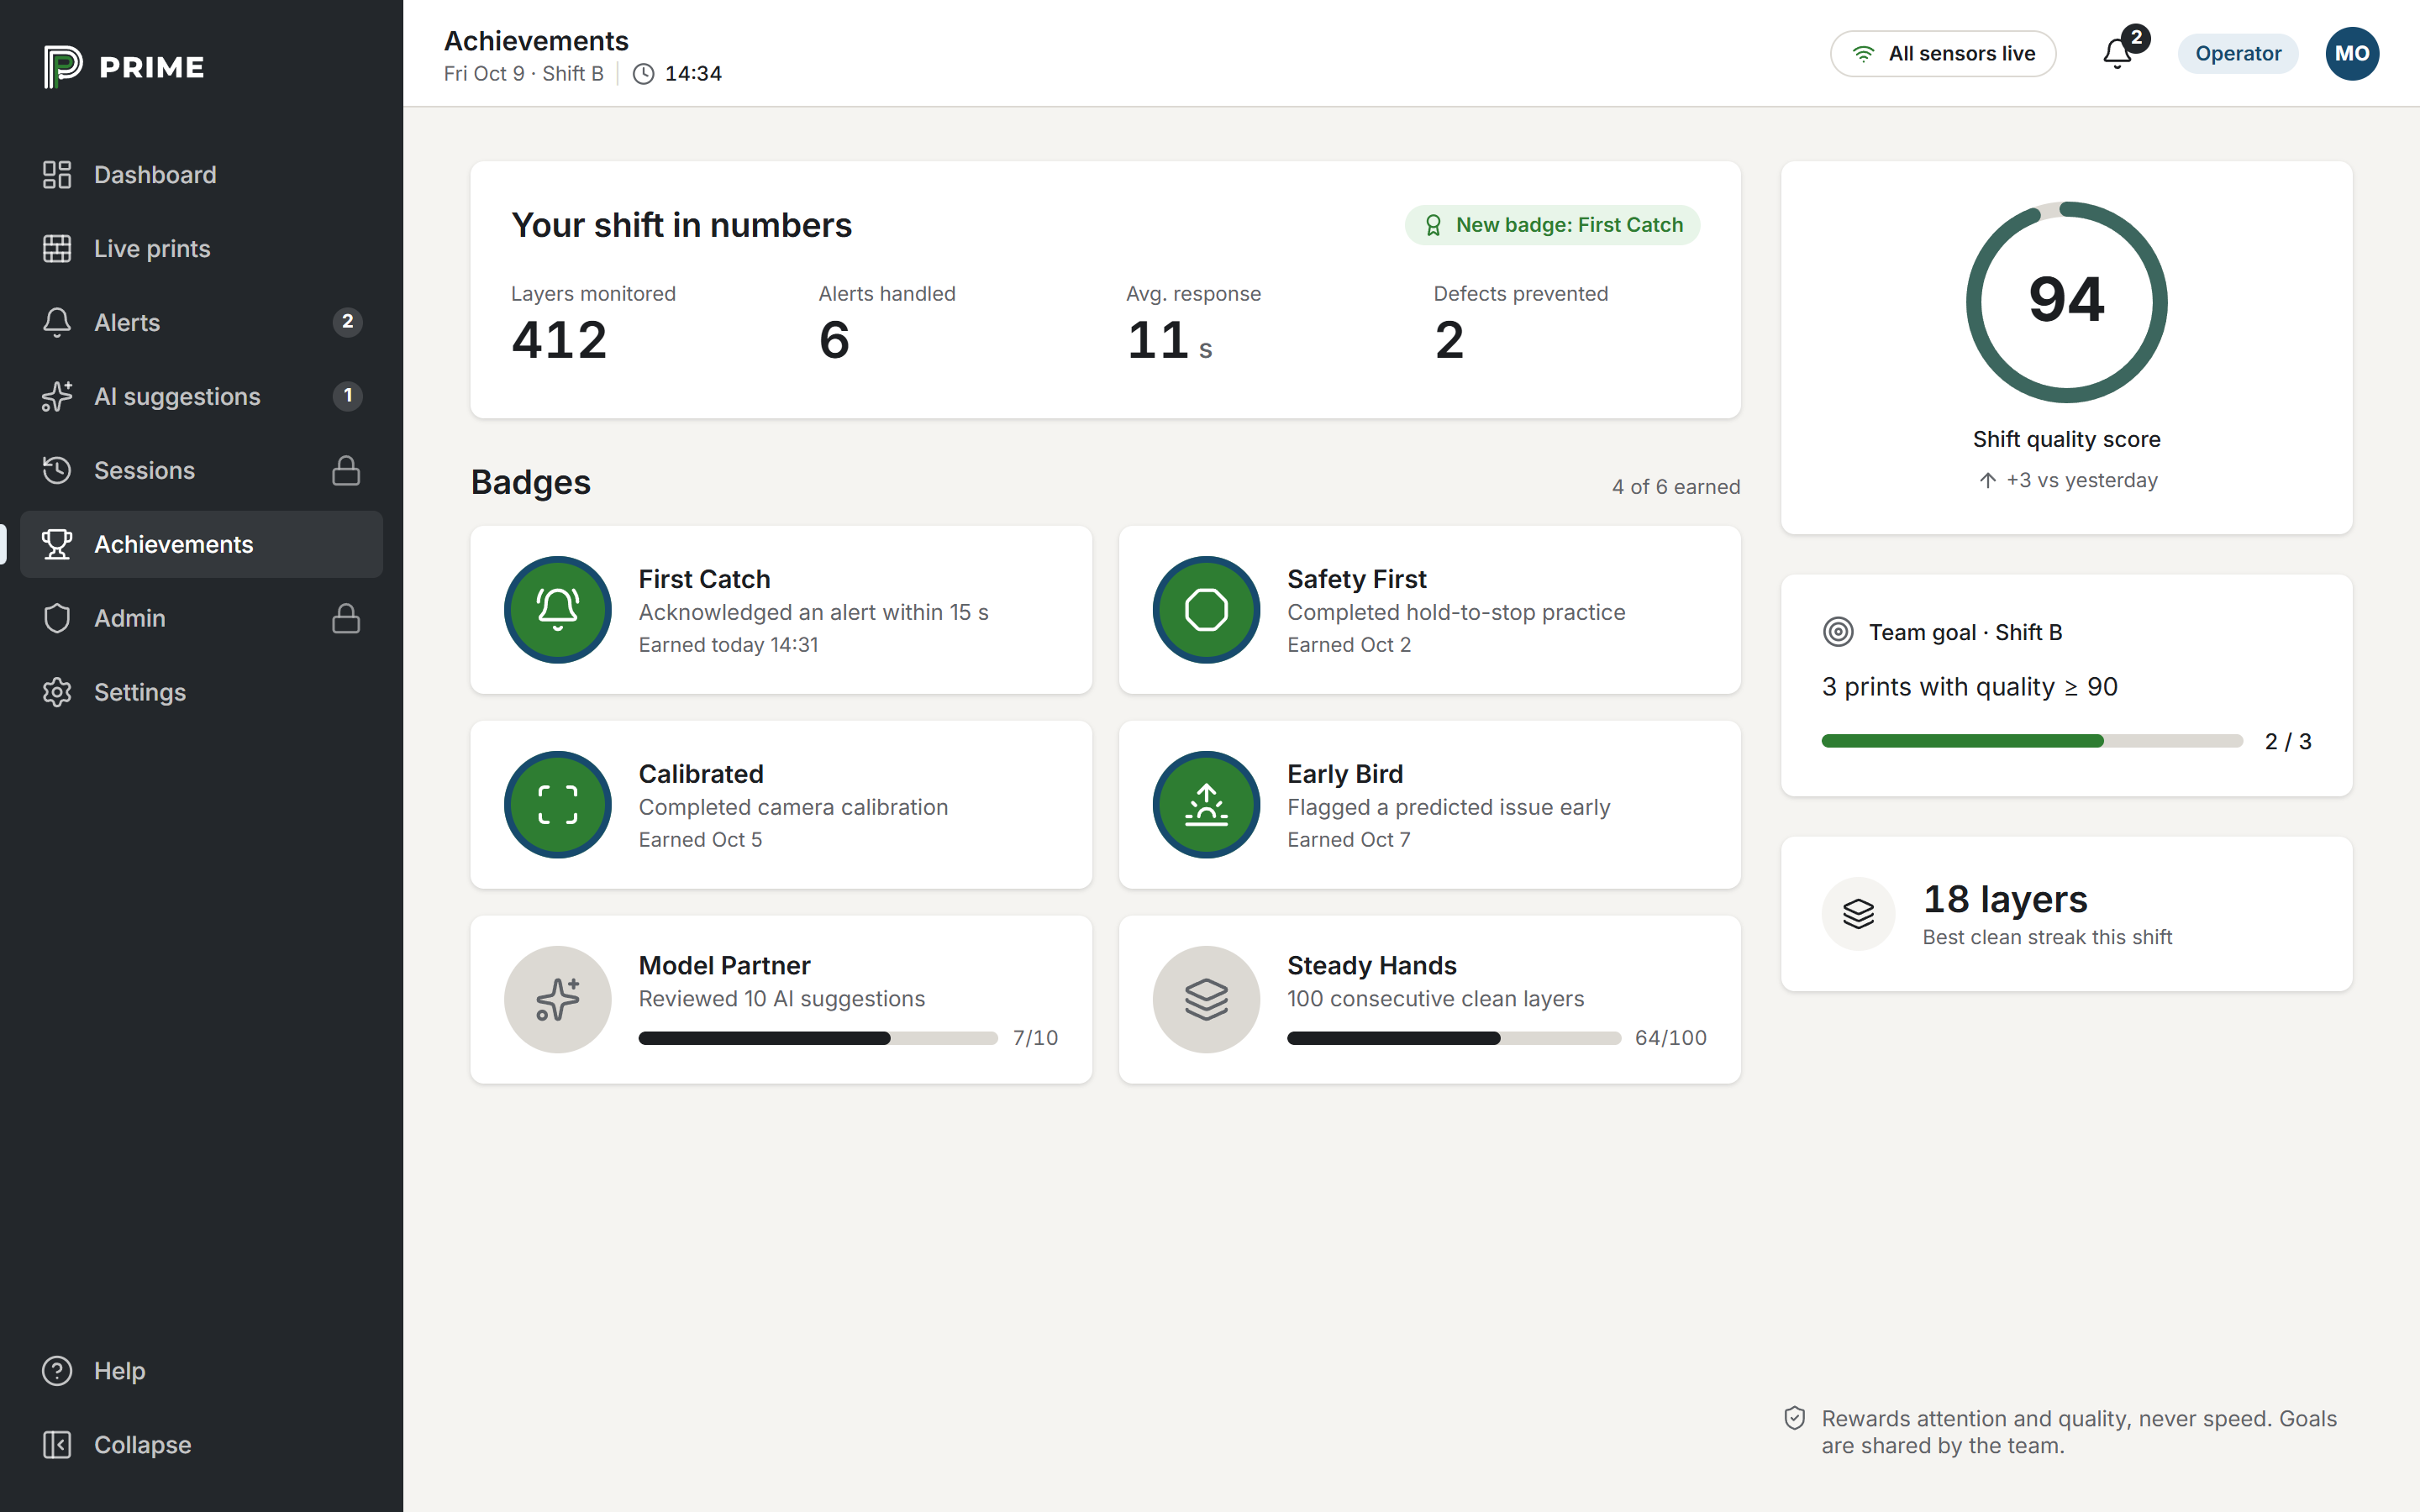 PRIME
Dashboard
Live prints
Alerts 2
AI suggestions 1
Sessions
Achievements
Admin
Settings
Help
Collapse
Achievements
Fri Oct 9 · Shift B 14:34
All sensors live
2
Operator
MO
Your shift in numbers
New badge: First Catch
Layers monitored
412
Alerts handled
6
Avg. response
11 s
Defects prevented
2
Badges
4 of 6 earned
First Catch
Acknowledged an alert within 15 s
Earned today 14:31
Safety First
Completed hold-to-stop practice
Earned Oct 2
Calibrated
Completed camera calibration
Earned Oct 5
Early Bird
Flagged a predicted issue early
Earned Oct 7
Model Partner
Reviewed 10 AI suggestions
7/10
Steady Hands
100 consecutive clean layers
64/100
94
Shift quality score
+3 vs yesterday
Team goal · Shift B
3 prints with quality ≥ 90
2 / 3
18 layers
Best clean streak this shift
Rewards attention and quality, never speed. Goals
are shared by the team.